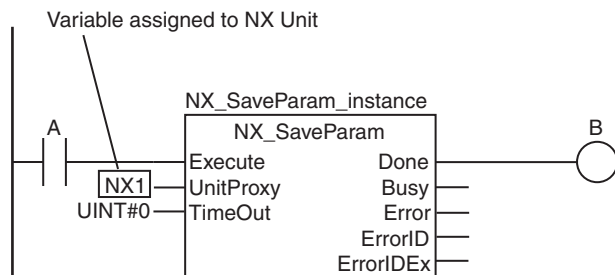 Variable assigned to NX Unit
NX_SaveParam_instance
A
NX_SaveParam
B
Execute
Done
NX1
UnitProxy
Busy
UINT#0
TimeOut
Error
ErrorID
ErrorIDEx